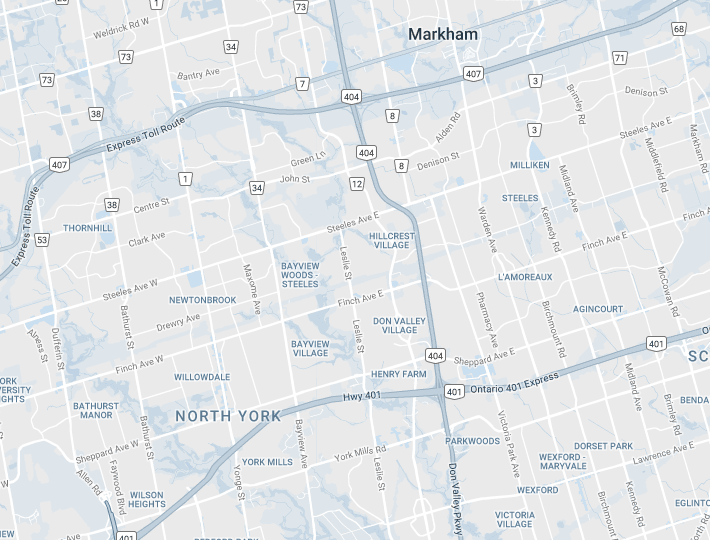 73
1
68
Weldrick Rd W
Markham
34
73
71
73
Bantry Ave
407
7
3
Denison St
404
Brimley Rd
38
8
Alden Rd
Steeles Ave E
Express Toll Route
3
Markham Rd
404
Middlefield Rd
407
Green Ln
8
Denison St
MILLIKEN
1
John St
12
34
Midland Ave
Express Toll Route
38
Centre St
STEELES
Kennedy Rd
Warden Ave
Steeles Ave E
THORNHILL
53
Clark Ave
HILLCREST
VILLAGE
Finch Ave E
Leslie St
BAYVIEW
WOODS -
STEELES
Maxome Ave
L'AMOREAUX
McCowan Rd
Steeles Ave W
NEWTONBROOK
Finch Ave E
Pharmacy Ave
Birchmount Rd
AGINCOURT
Bathurst St
Drewry Ave
DON VALLEY
VILLAGE
Leslie St
Alness St
Dufferin St
BAYVIEW
VILLAGE
404
Sheppard Ave E
401
Finch Ave W
WILLOWDALE
HENRY FARM
Midland Ave
Ontario 401 Express
401
Hwy 401
BATHURST
MANOR
NORTH YORK
Brimley Rd
Bathurst St
Bayview Ave
Victoria Park Ave
PARKWOODS
DORSET PARK
Sheppard Ave W
York Mills Rd
WEXFORD -
MARYVALE
Lawrence Ave E
YORK MILLS
Leslie St
Allen Rd
Faywood Blvd
Yonge St
Don Valley Pkwy
WEXFORD
WILSON
HEIGHTS
Kennedy Rd
VICTORIA
VILLAGE
401